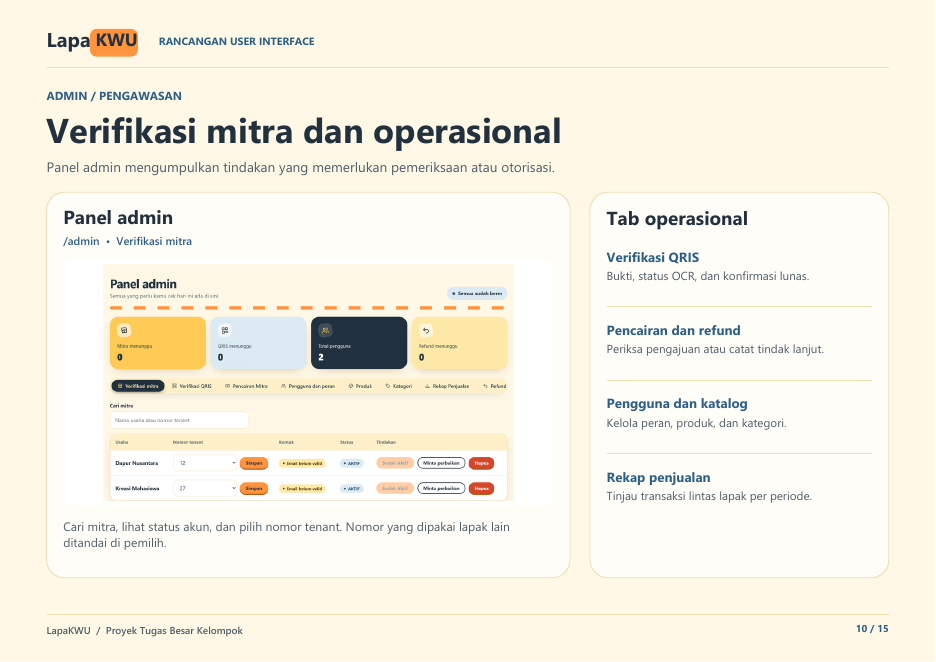 LapaKWU
RANCANGAN USER INTERFACE
ADMIN / PENGAWASAN
Verifikasi mitra dan operasional
Panel admin mengumpulkan tindakan yang memerlukan pemeriksaan atau otorisasi.
Panel admin
/admin • Verifikasi mitra
Panel admin
Semua yang perlu kamu cek hari ini ada di sini.
Semua sudah beres
Mitra menunggu
0
QRIS menunggu
0
Total pengguna
2
Refund menunggu
0
Verifikasi mitra
Verifikasi QRIS
Pencairan Mitra
Pengguna dan peran
Produk
Kategori
Rekap Penjualan
Refund
Cari mitra
Nama usaha atau nomor tenant
Usaha Nomor tenant Kontak Status Tindakan
Dapur Nusantara 12 Simpan Email belum valid AKTIF Sudah Aktif Minta perbaikan Hapus
Kreasi Mahasiswa 27 Simpan Email belum valid AKTIF Sudah Aktif Minta perbaikan Hapus
Cari mitra, lihat status akun, dan pilih nomor tenant. Nomor yang dipakai lapak lain
ditandai di pemilih.
Tab operasional
Verifikasi QRIS
Bukti, status OCR, dan konfirmasi lunas.
Pencairan dan refund
Periksa pengajuan atau catat tindak lanjut.
Pengguna dan katalog
Kelola peran, produk, dan kategori.
Rekap penjualan
Tinjau transaksi lintas lapak per periode.
LapaKWU / Proyek Tugas Besar Kelompok
10 / 15